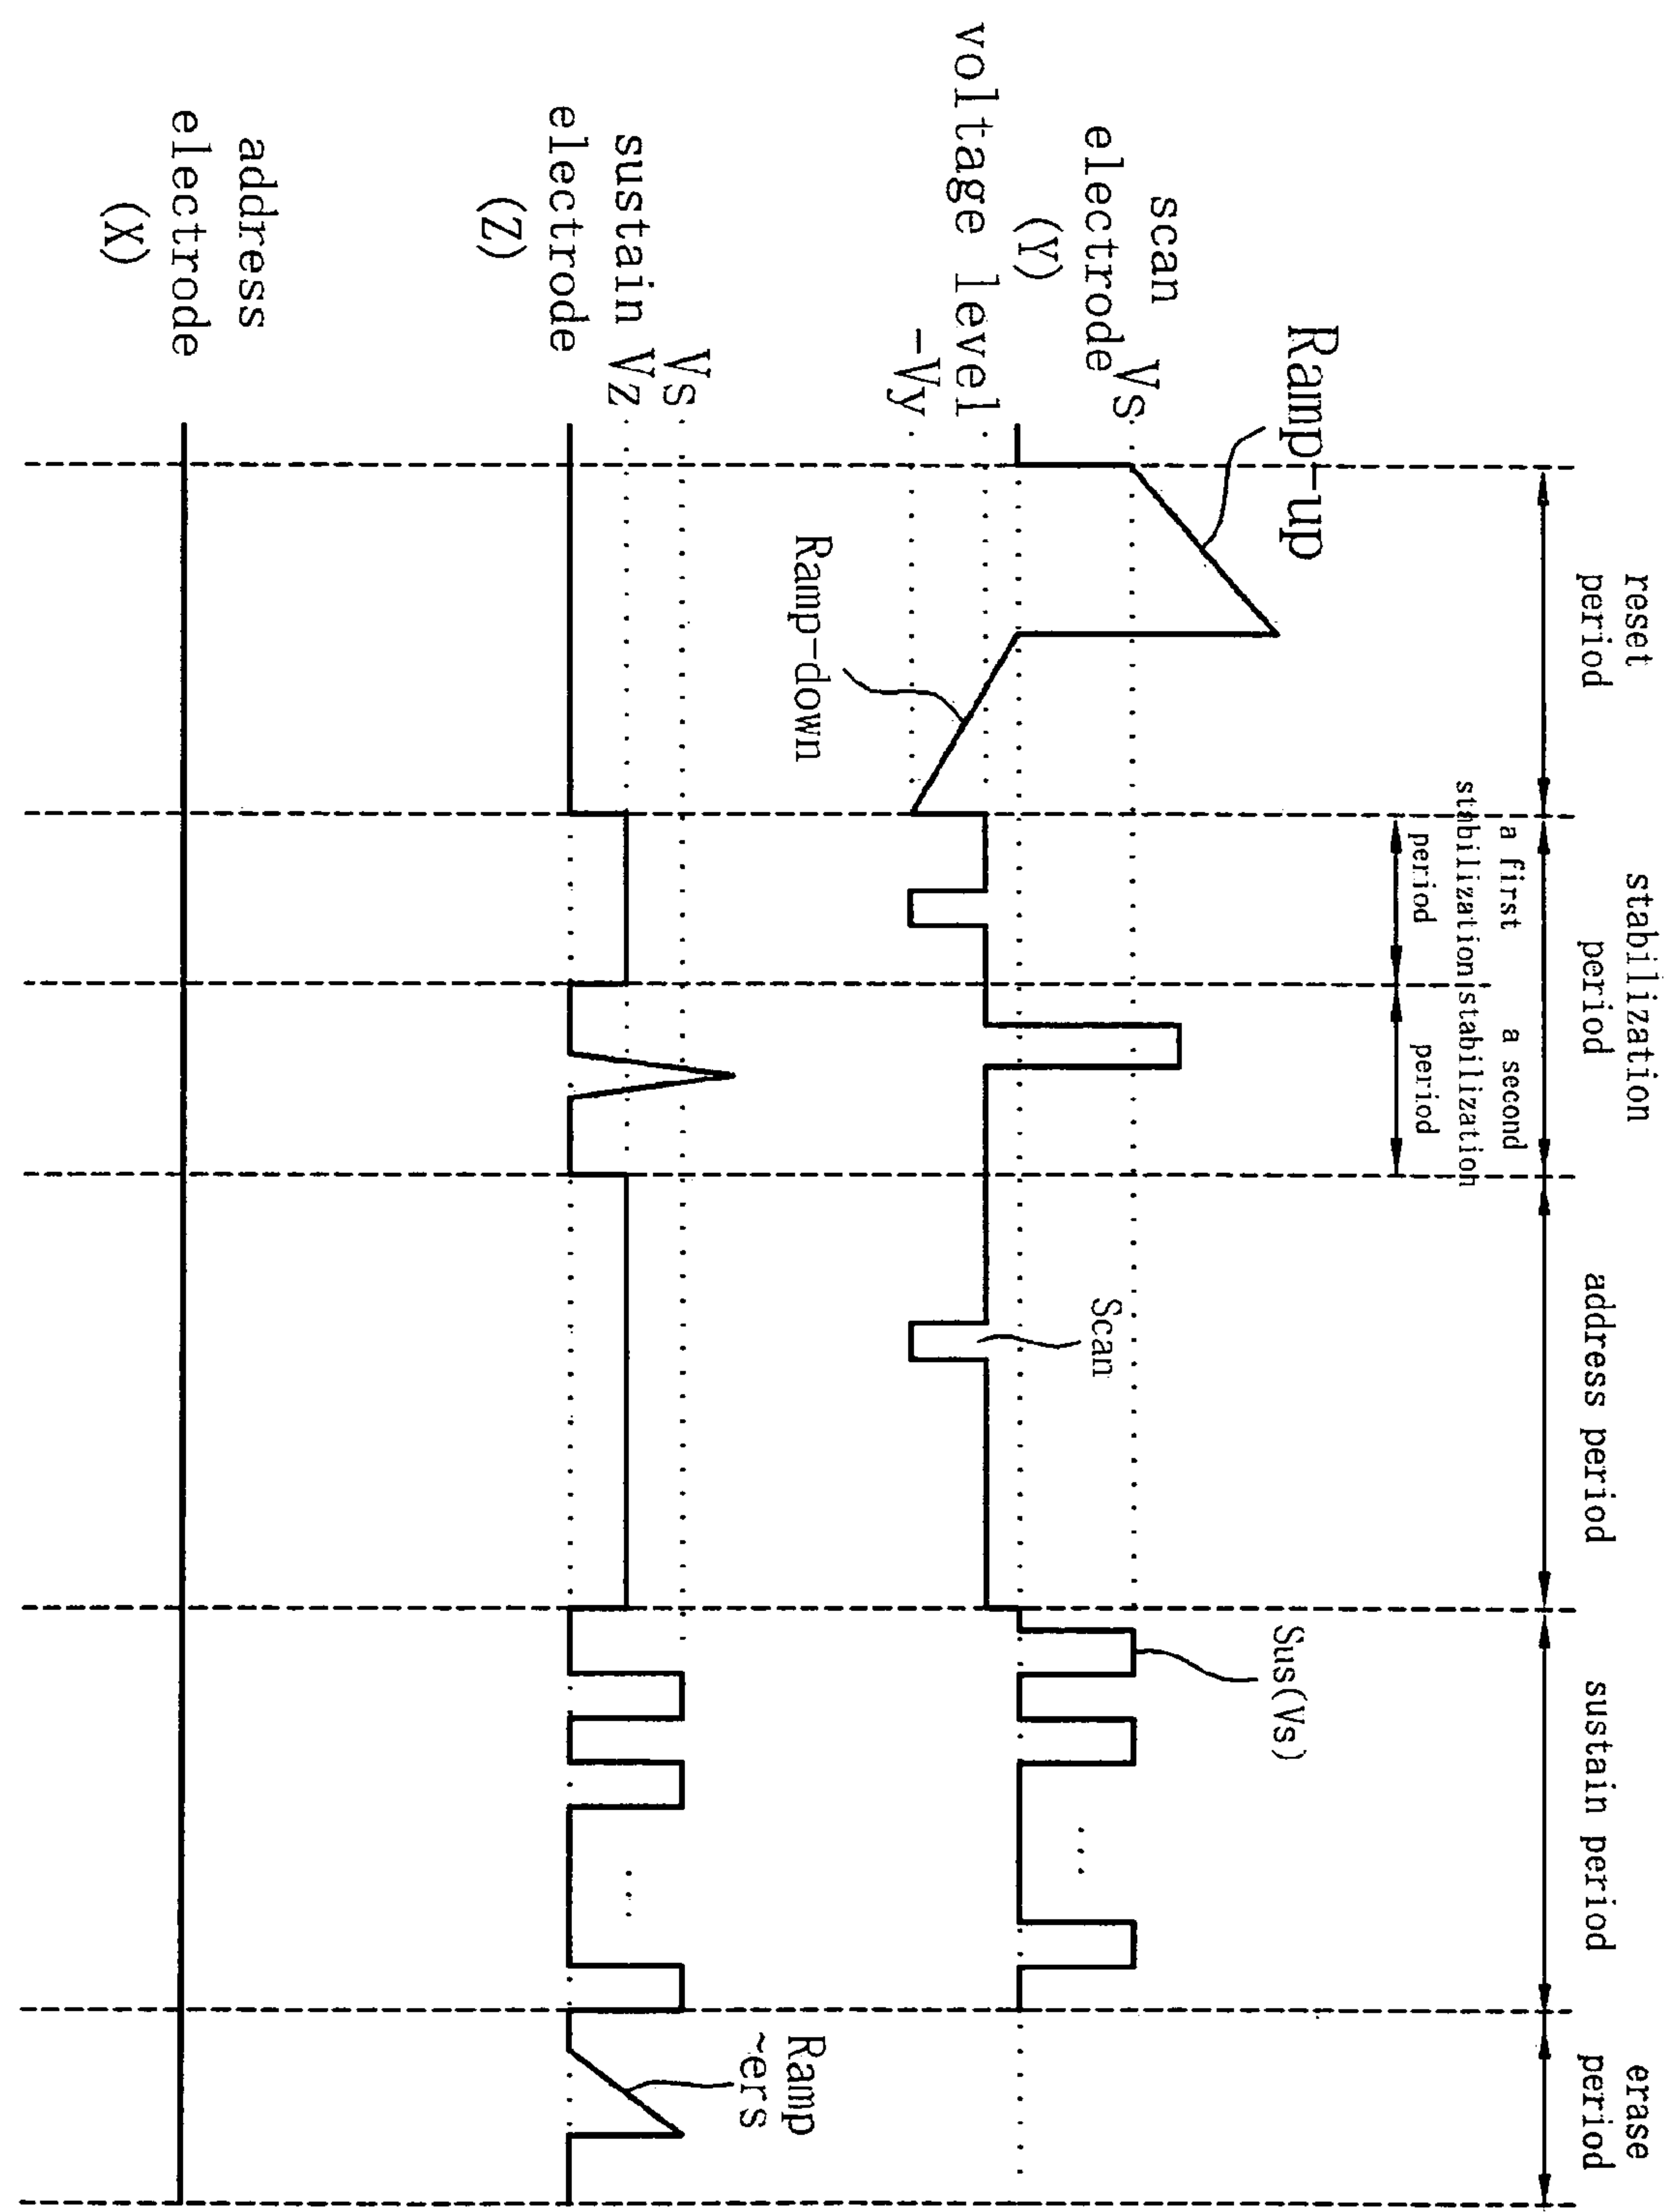 reset
period
stabilization
period
address period
sustain period
erase
period
a first
stabilization
period
a second
stabilization
period
Ramp-up
scan
electrode
(Y)
Vs
voltage level
-Vy
Ramp-down
Scan
Sus(Vs)
...
sustain
electrode
(Z)
Vs
Vz
...
Ramp
~ers
address
electrode
(X)